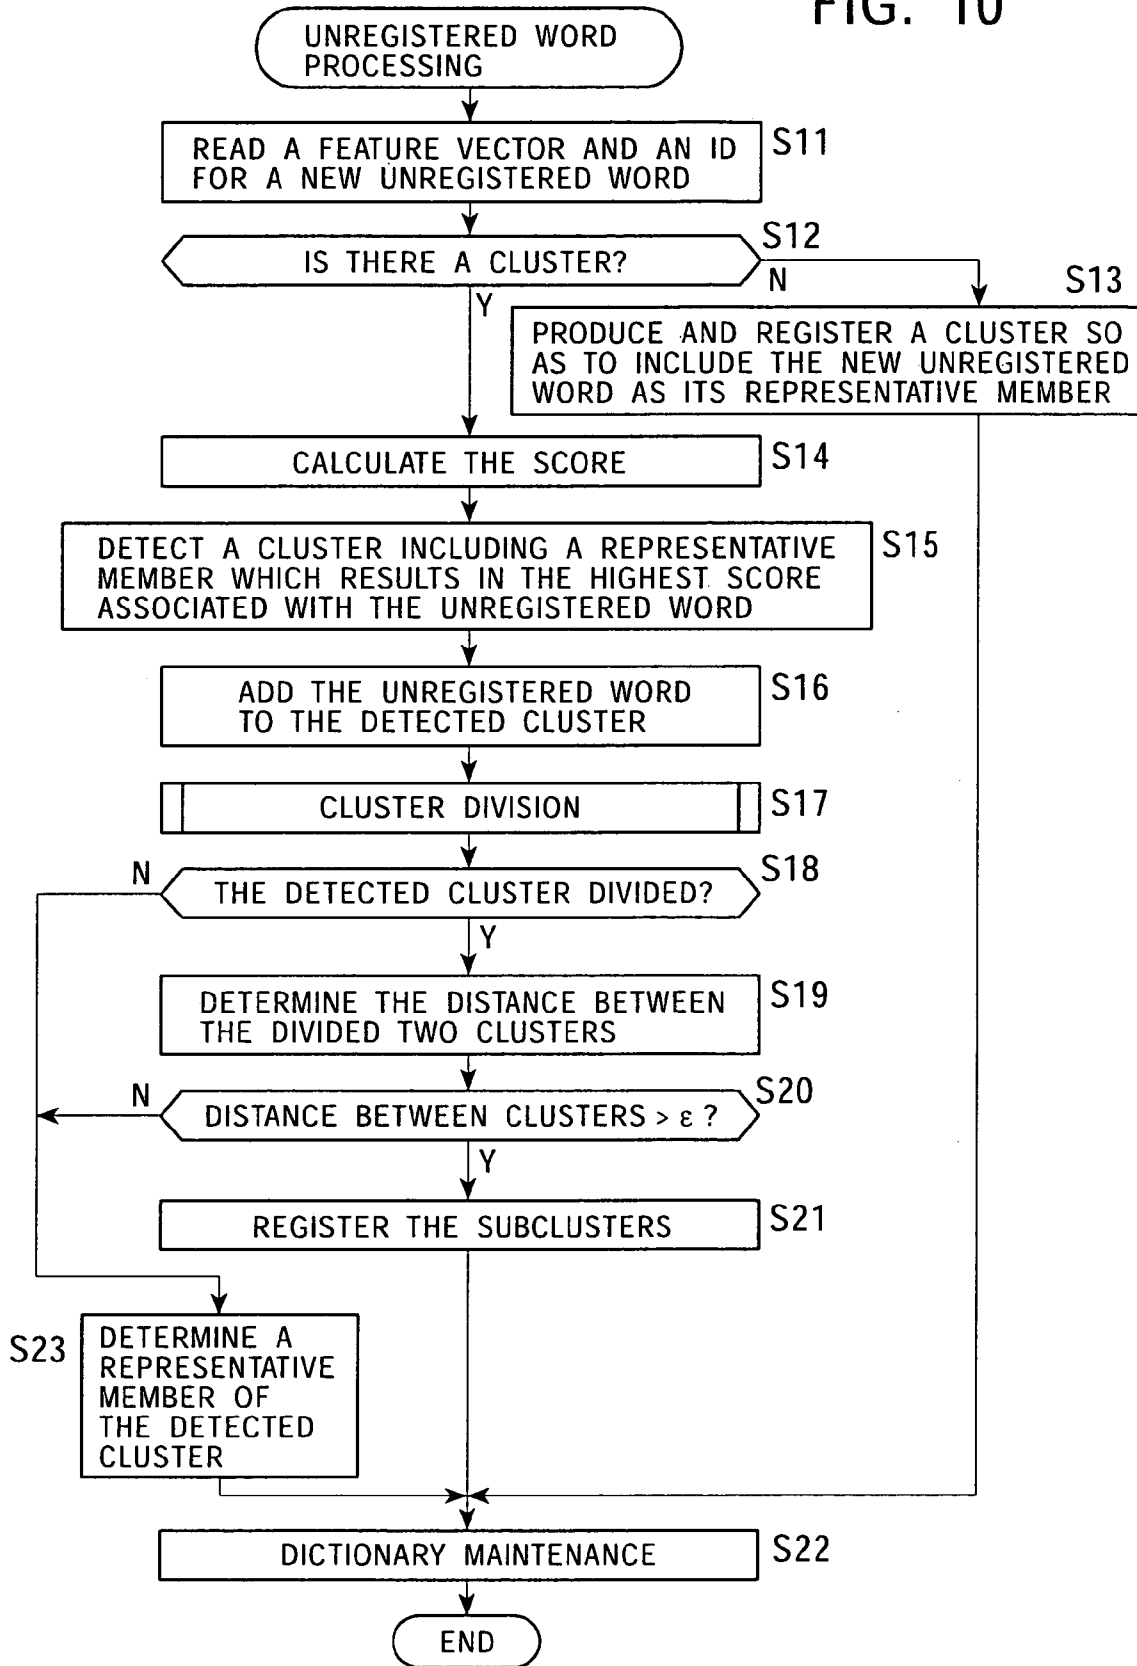 FIG. 10
UNREGISTERED WORD
PROCESSING
S11
READ A FEATURE VECTOR AND AN ID
FOR A NEW UNREGISTERED WORD
S12
IS THERE A CLUSTER?
N
Y
S13
PRODUCE AND REGISTER A CLUSTER SO
AS TO INCLUDE THE NEW UNREGISTERED
WORD AS ITS REPRESENTATIVE MEMBER
CALCULATE THE SCORE
S14
DETECT A CLUSTER INCLUDING A REPRESENTATIVE
MEMBER WHICH RESULTS IN THE HIGHEST SCORE
ASSOCIATED WITH THE UNREGISTERED WORD
S15
ADD THE UNREGISTERED WORD
TO THE DETECTED CLUSTER
S16
CLUSTER DIVISION
S17
N
THE DETECTED CLUSTER DIVIDED?
S18
Y
DETERMINE THE DISTANCE BETWEEN
THE DIVIDED TWO CLUSTERS
S19
N
DISTANCE BETWEEN CLUSTERS > ε ?
S20
Y
REGISTER THE SUBCLUSTERS
S21
S23
DETERMINE A
REPRESENTATIVE
MEMBER OF
THE DETECTED
CLUSTER
DICTIONARY MAINTENANCE
S22
END